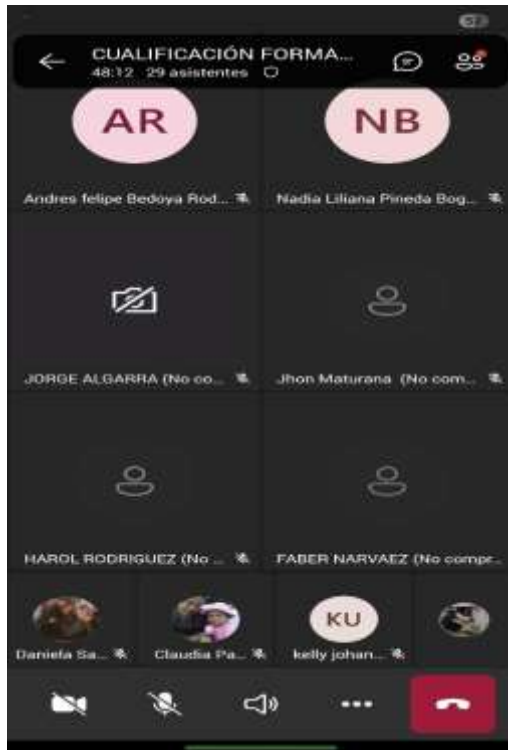 CUALIFICACIÓN FORMA...
48:12 29 asistentes
AR
NB
Andres felipe Bedoya Rod...
Nadia Liliana Pineda Bog...
JORGE ALGARRA (No co...
Jhon Maturana (No com...
HAROL RODRIGUEZ (No ...
FABER NARVAEZ (No compr...
KU
Daniela Sa...
Claudia Pa...
kelly johan...